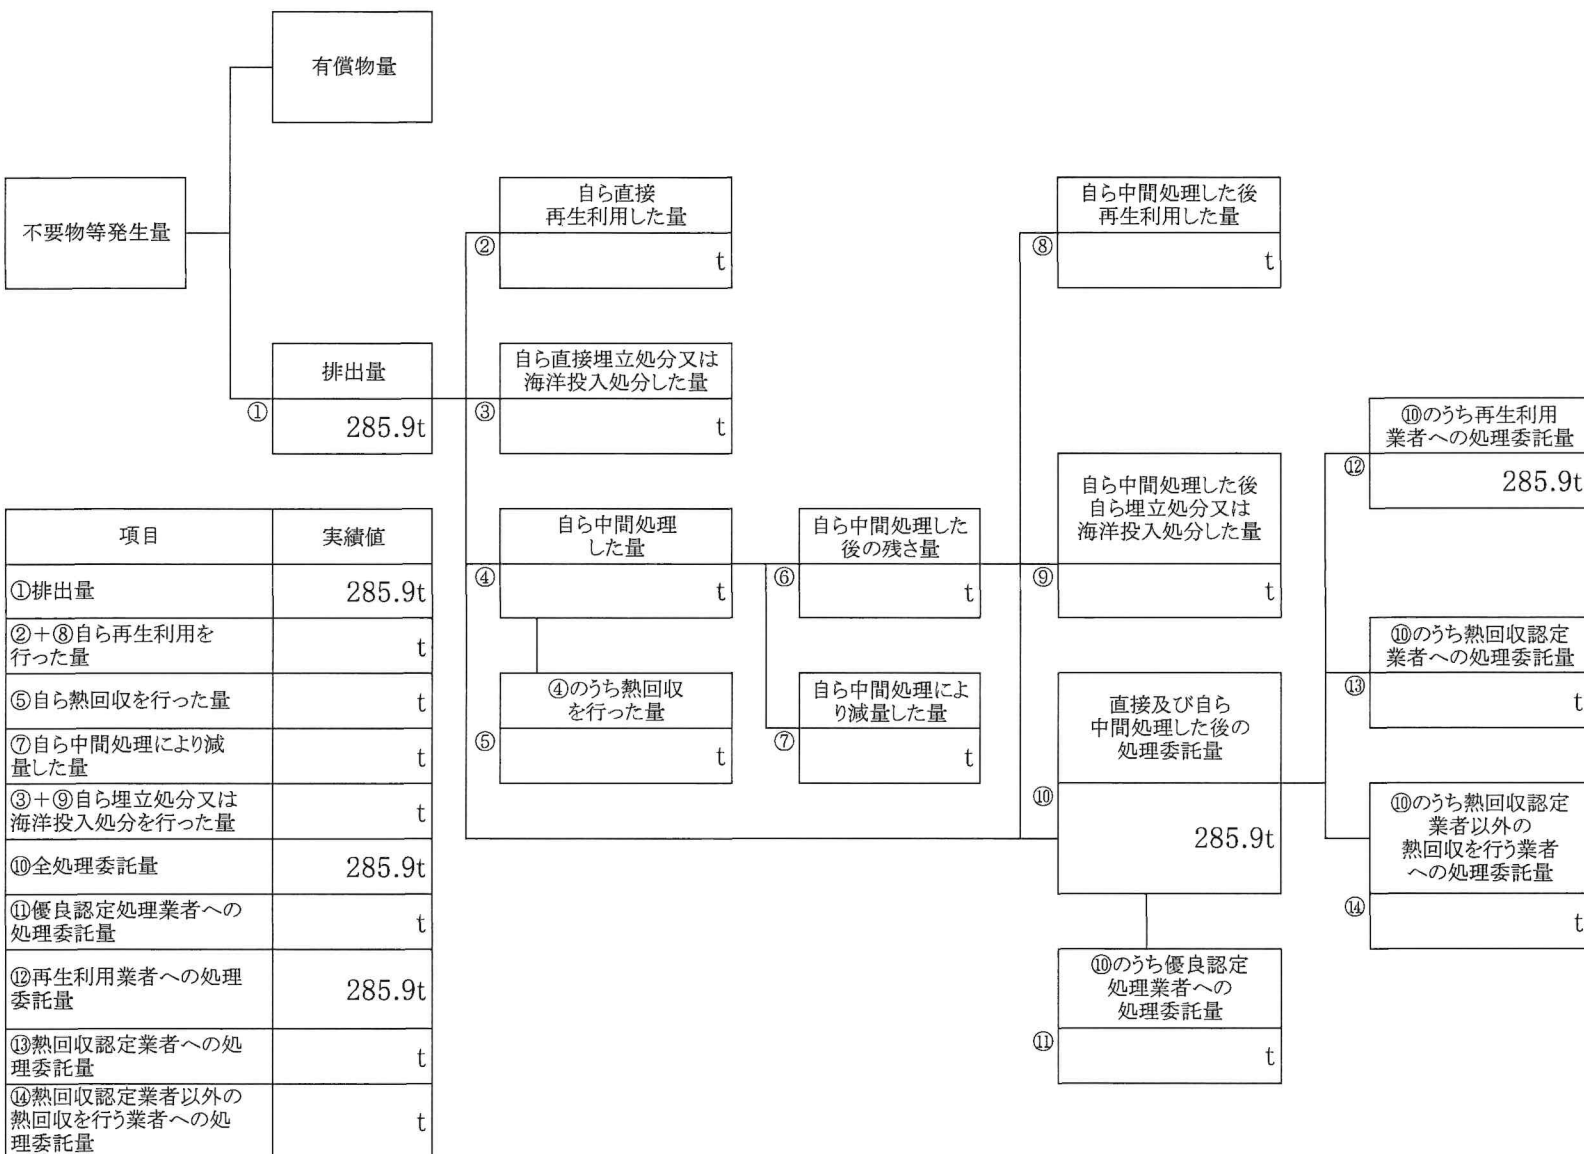 有償物量
不要物等発生量
排出量
①
285.9t
自ら直接
再生利用した量
②
t
自ら直接埋立処分又は
海洋投入処分した量
③
t
自ら中間処理
した量
④
t
④のうち熱回収
を行った量
⑤
t
自ら中間処理した
後の残さ量
⑥
t
自ら中間処理によ
り減量した量
⑦
t
自ら中間処理した後
再生利用した量
⑧
t
自ら中間処理した後
自ら埋立処分又は
海洋投入処分した量
⑨
t
直接及び自ら
中間処理した後の
処理委託量
⑩
285.9t
⑩のうち優良認定
処理業者への
処理委託量
⑪
t
⑩のうち再生利用
業者への処理委託量
⑫
285.9t
⑩のうち熱回収認定
業者への処理委託量
⑬
t
⑩のうち熱回収認定
業者以外の
熱回収を行う業者
への処理委託量
⑭
t
項目 実績値
①排出量 285.9t
②+⑧自ら再生利用を
行った量 t
⑤自ら熱回収を行った量 t
⑦自ら中間処理により減
量した量 t
③+⑨自ら埋立処分又は
海洋投入処分を行った量 t
⑩全処理委託量 285.9t
⑪優良認定処理業者への
処理委託量 t
⑫再生利用業者への処理
委託量 285.9t
⑬熱回収認定業者への処
理委託量 t
⑭熱回収認定業者以外の
熱回収を行う業者への処
理委託量 t